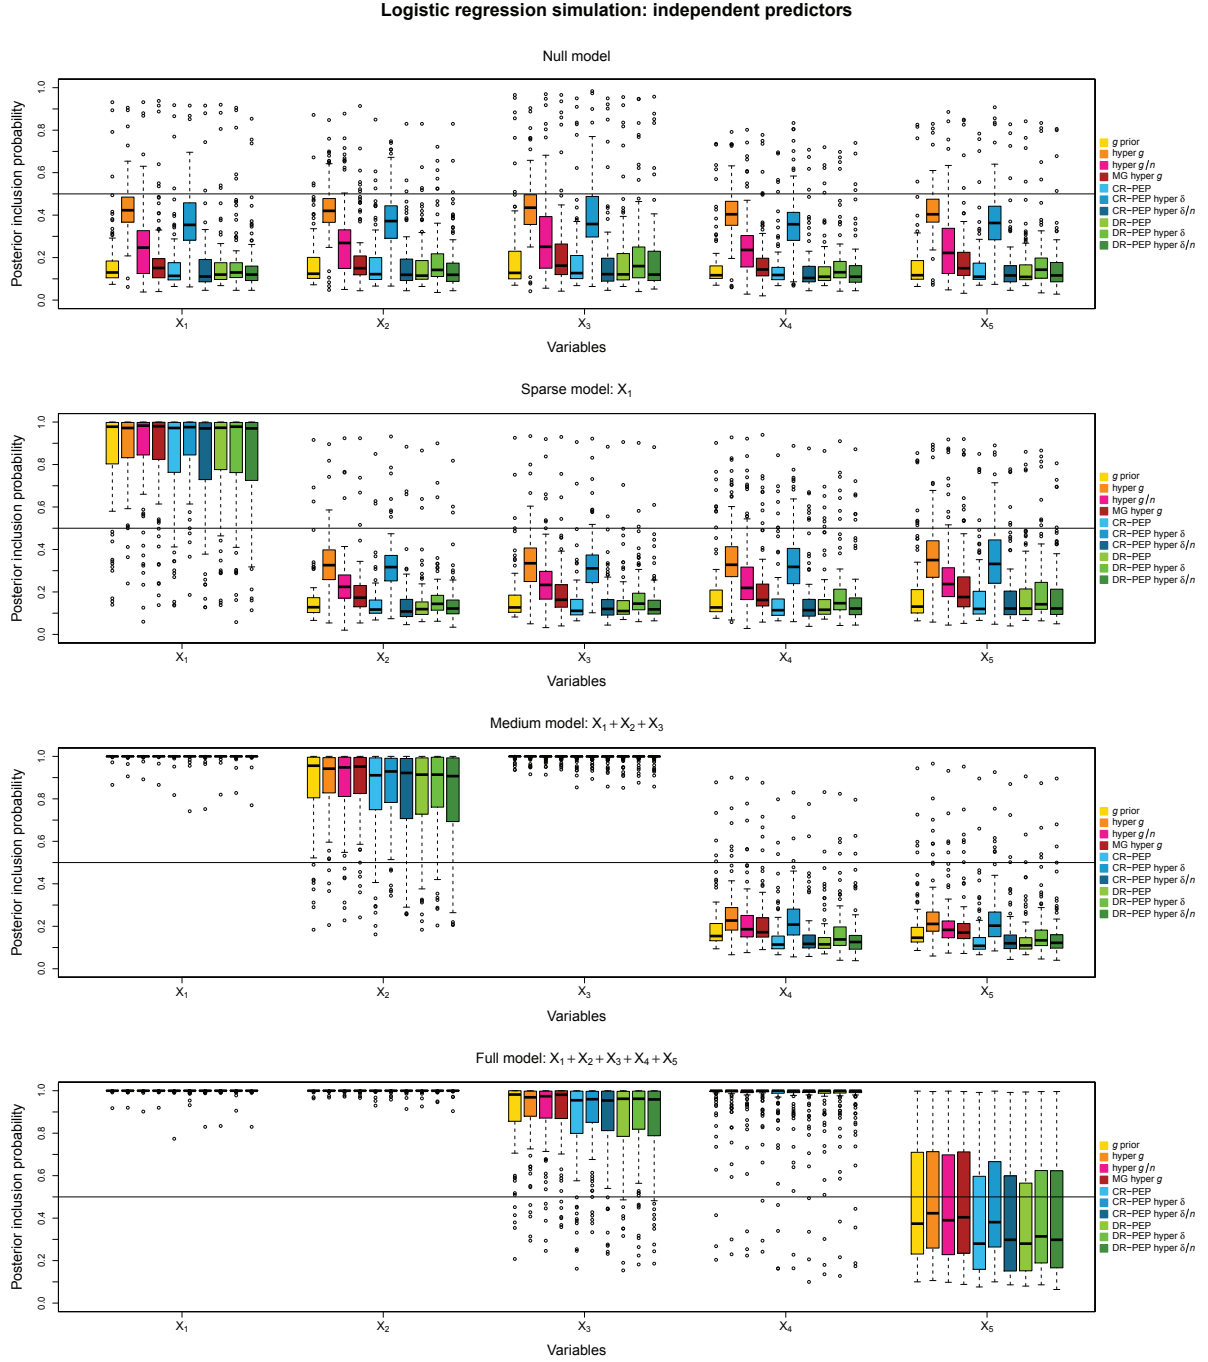 Logistic regression simulation: independent predictors
Null model
Posterior inclusion probability
0.0 0.2 0.4 0.6 0.8 1.0
X1 X2 X3 X4 X5
Variables
g prior
hyper g
hyper g/n
MG hyper g
CR−PEP
CR−PEP hyper δ
CR−PEP hyper δ/n
DR−PEP
DR−PEP hyper δ
DR−PEP hyper δ/n
Sparse model: X1
Posterior inclusion probability
0.0 0.2 0.4 0.6 0.8 1.0
X1 X2 X3 X4 X5
Variables
g prior
hyper g
hyper g/n
MG hyper g
CR−PEP
CR−PEP hyper δ
CR−PEP hyper δ/n
DR−PEP
DR−PEP hyper δ
DR−PEP hyper δ/n
Medium model: X1 + X2 + X3
Posterior inclusion probability
0.0 0.2 0.4 0.6 0.8 1.0
X1 X2 X3 X4 X5
Variables
g prior
hyper g
hyper g/n
MG hyper g
CR−PEP
CR−PEP hyper δ
CR−PEP hyper δ/n
DR−PEP
DR−PEP hyper δ
DR−PEP hyper δ/n
Full model: X1 + X2 + X3 + X4 + X5
Posterior inclusion probability
0.0 0.2 0.4 0.6 0.8 1.0
X1 X2 X3 X4 X5
Variables
g prior
hyper g
hyper g/n
MG hyper g
CR−PEP
CR−PEP hyper δ
CR−PEP hyper δ/n
DR−PEP
DR−PEP hyper δ
DR−PEP hyper δ/n